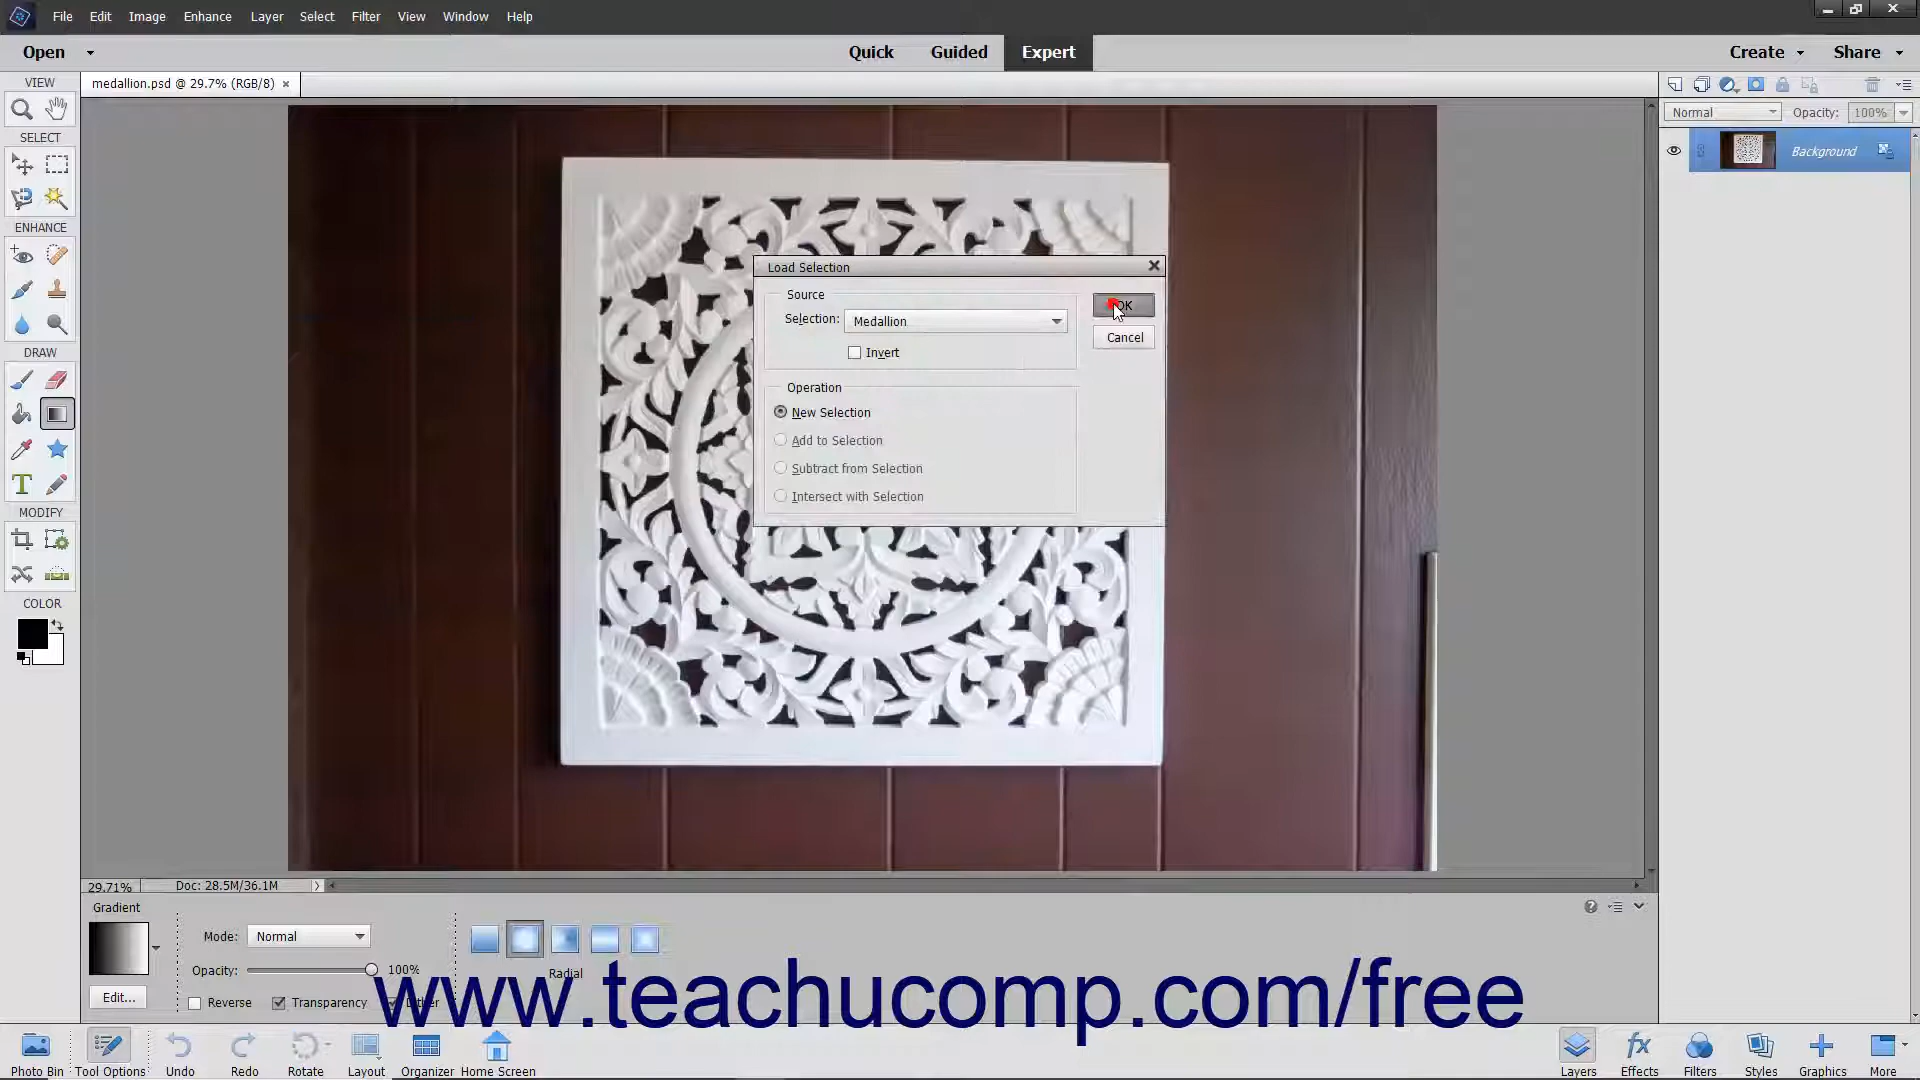 File Edit Image Enhance Layer Select Filter View Window Help
Open Quick Guided Expert Create Share
VIEW medallion.psd @ 29.7% (RGB/8) ×
Normal Opacity: 100%
SELECT
Background
ENHANCE
Load Selection
Source
OK
Selection: Medallion
Cancel
Invert
DRAW
Operation
New Selection
Add to Selection
Subtract from Selection
Intersect with Selection
MODIFY
COLOR
29.71% Doc: 28.5M/36.1M
Gradient
Mode: Normal
Opacity: 100%
Radial
Edit... Reverse Transparency Dither
www.teachucomp.com/free
Photo Bin Tool Options Undo Redo Rotate Layout Organizer Home Screen Layers Effects Filters Styles Graphics More